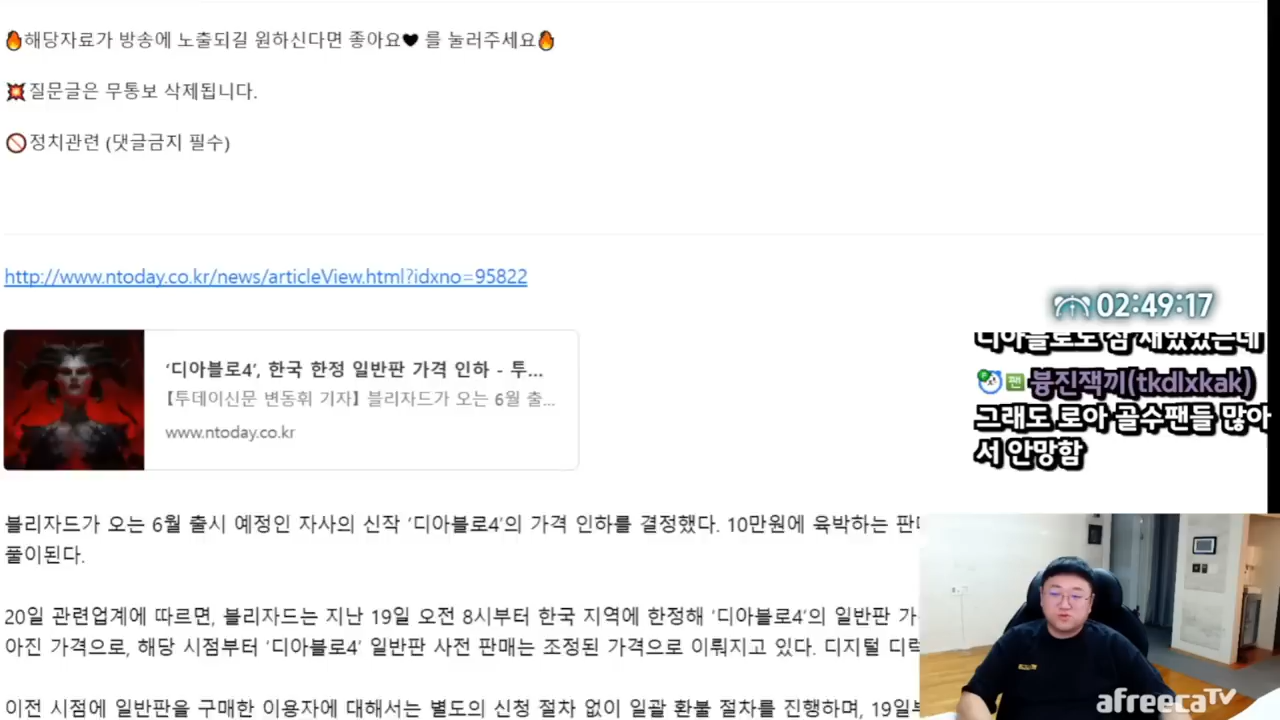 🔥해당자료가 방송에 노출되길 원하신다면 좋아요🖤 를 눌러주세요🔥
💥질문글은 무통보 삭제됩니다.
🚫정치관련 (댓글금지 필수)
http://www.ntoday.co.kr/news/articleView.html?idxno=95822
02:49:17
'디아블로4', 한국 한정 일반판 가격 인하 - 투...
【투데이신문 변동휘 기자】 블리자드가 오는 6월 출...
www.ntoday.co.kr
디아블로도 참 재밌었는데
팬 븅진잭끼(tkdlxkak)
그래도 로아 골수팬들 많아
서 안망함
블리자드가 오는 6월 출시 예정인 자사의 신작 '디아블로4'의 가격 인하를 결정했다. 10만원에 육박하는
풀이된다.
20일 관련업계에 따르면, 블리자드는 지난 19일 오전 8시부터 한국 지역에 한정해 '디아블로4'의 일반판
아진 가격으로, 해당 시점부터 '디아블로4' 일반판 사전 판매는 조정된 가격으로 이뤄지고 있다. 디지털
이전 시점에 일반판을 구매한 이용자에 대해서는 별도의 신청 절차 없이 일괄 환불 절차를 진행하며,
afreecaTV